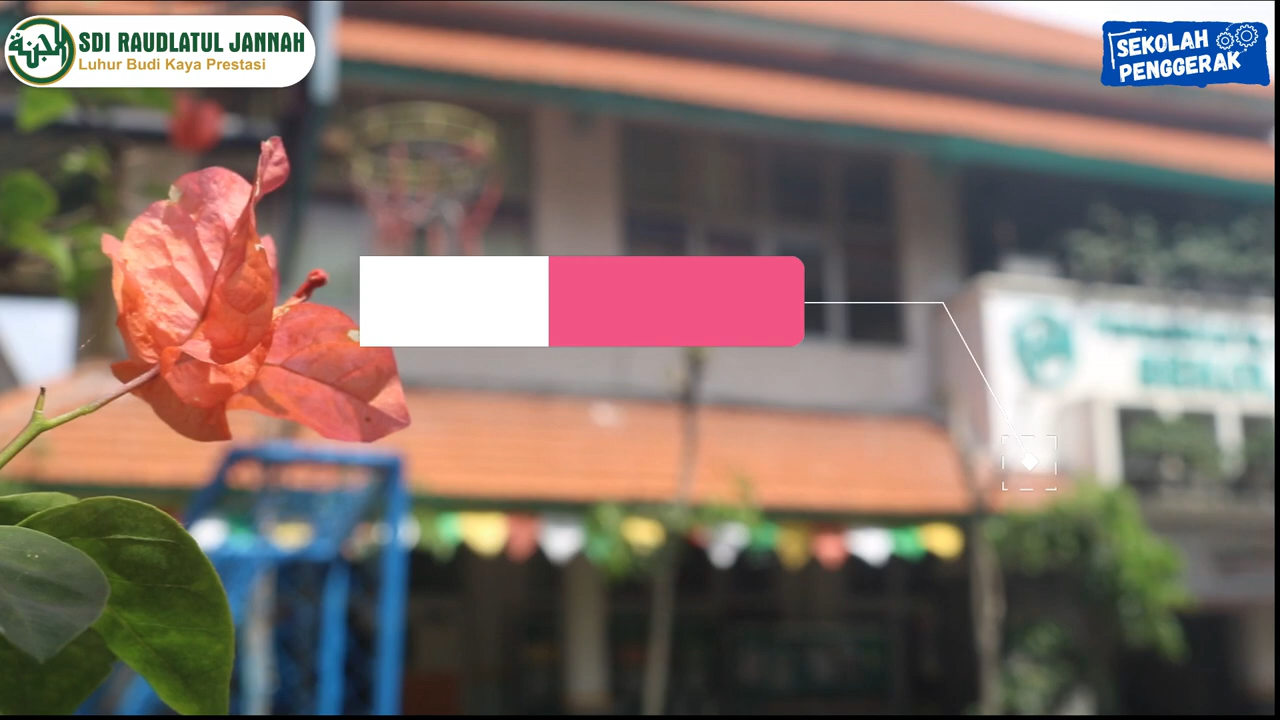 SDI RAUDLATUL JANNAH
Luhur Budi Kaya Prestasi
SEKOLAH
PENGGERAK